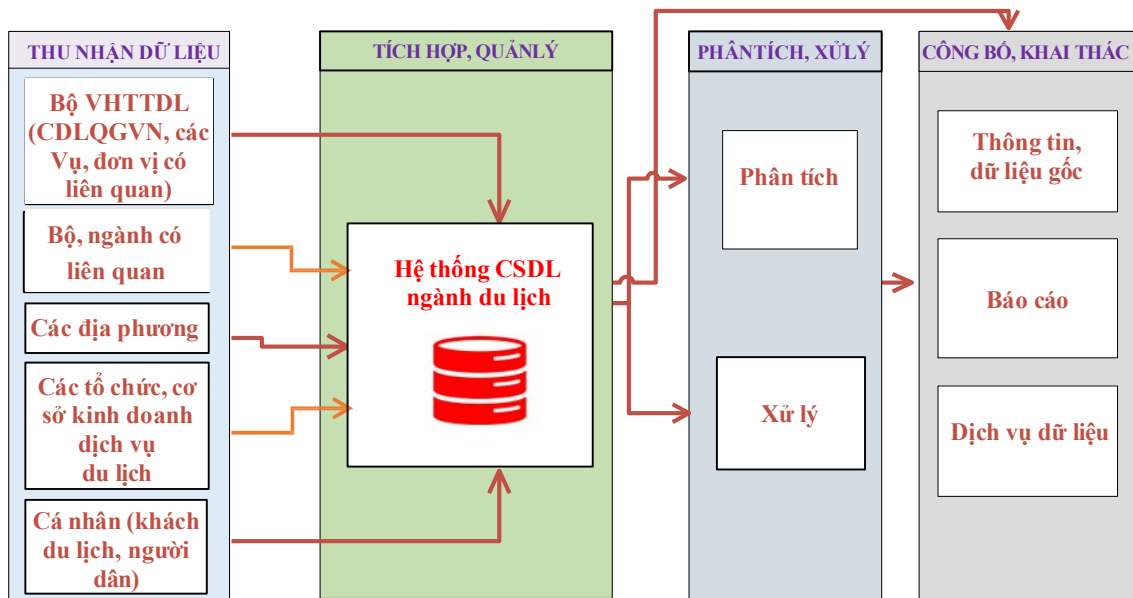 THU NHẬN DỮ LIỆU
Bộ VHTTDL
(CDLQGVN, các
Vụ, đơn vị có
liên quan)
Bộ, ngành có
liên quan
Các địa phương
Các tổ chức, cơ
sở kinh doanh
dịch vụ
du lịch
Cá nhân (khách
du lịch, người
dân)
TÍCH HỢP, QUẢNLÝ
Hệ thống CSDL
ngành du lịch
PHÂNTÍCH, XỬLÝ
Phân tích
Xử lý
CÔNG BỐ, KHAI THÁC
Thông tin,
dữ liệu gốc
Báo cáo
Dịch vụ dữ liệu